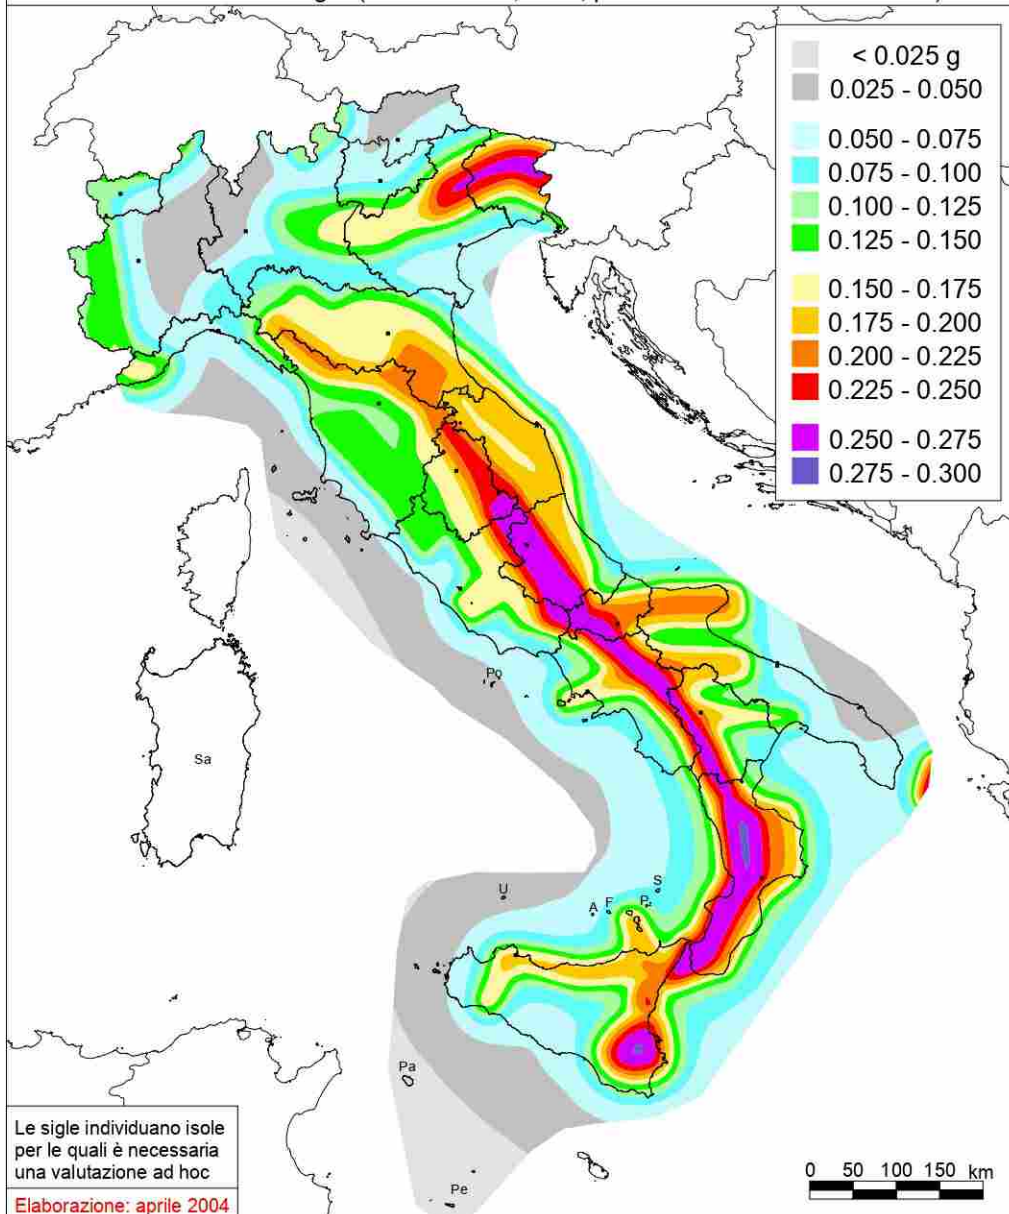 < 0.025 g
0.025 - 0.050
0.050 - 0.075
0.075 - 0.100
0.100 - 0.125
0.125 - 0.150
0.150 - 0.175
0.175 - 0.200
0.200 - 0.225
0.225 - 0.250
0.250 - 0.275
0.275 - 0.300
Po
Sa
S
U
A F P
Pa
Pe
Le sigle individuano isole
per le quali è necessaria
una valutazione ad hoc
Elaborazione: aprile 2004
0 50 100 150 km